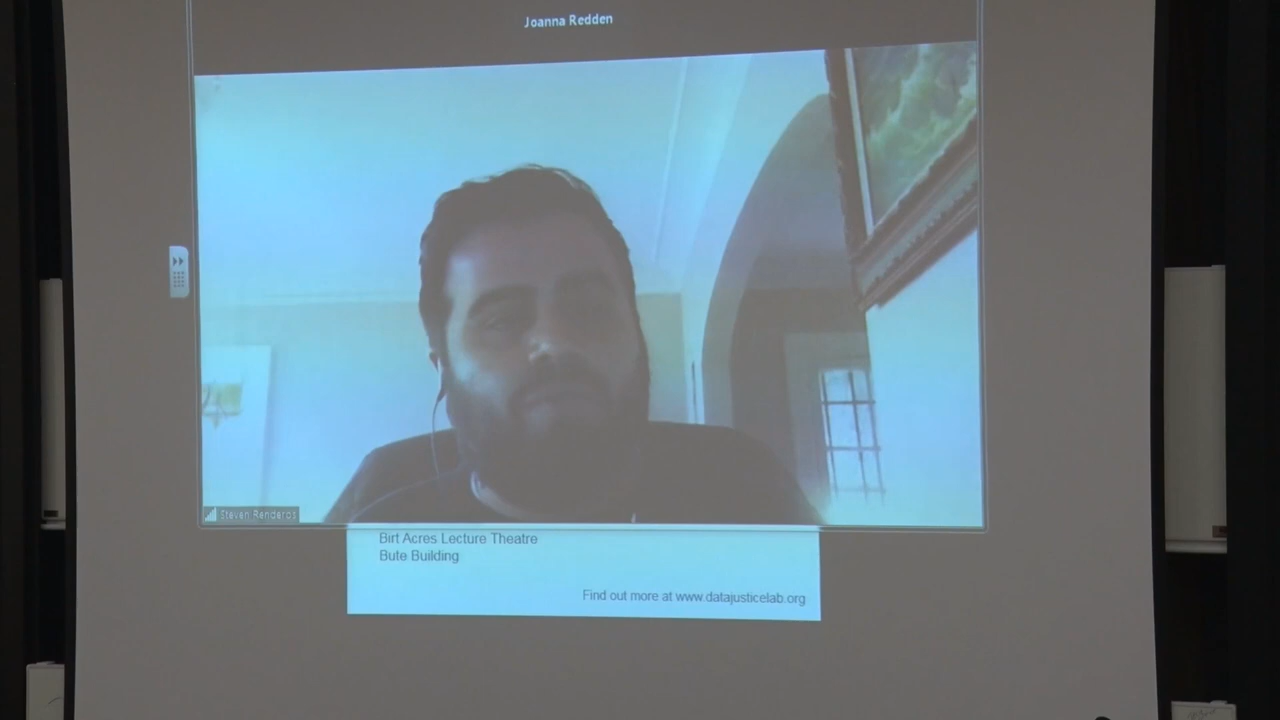 Joanna Redden
Steven Renderos
Birt Acres Lecture Theatre
Bute Building
Find out more at www.datajusticelab.org